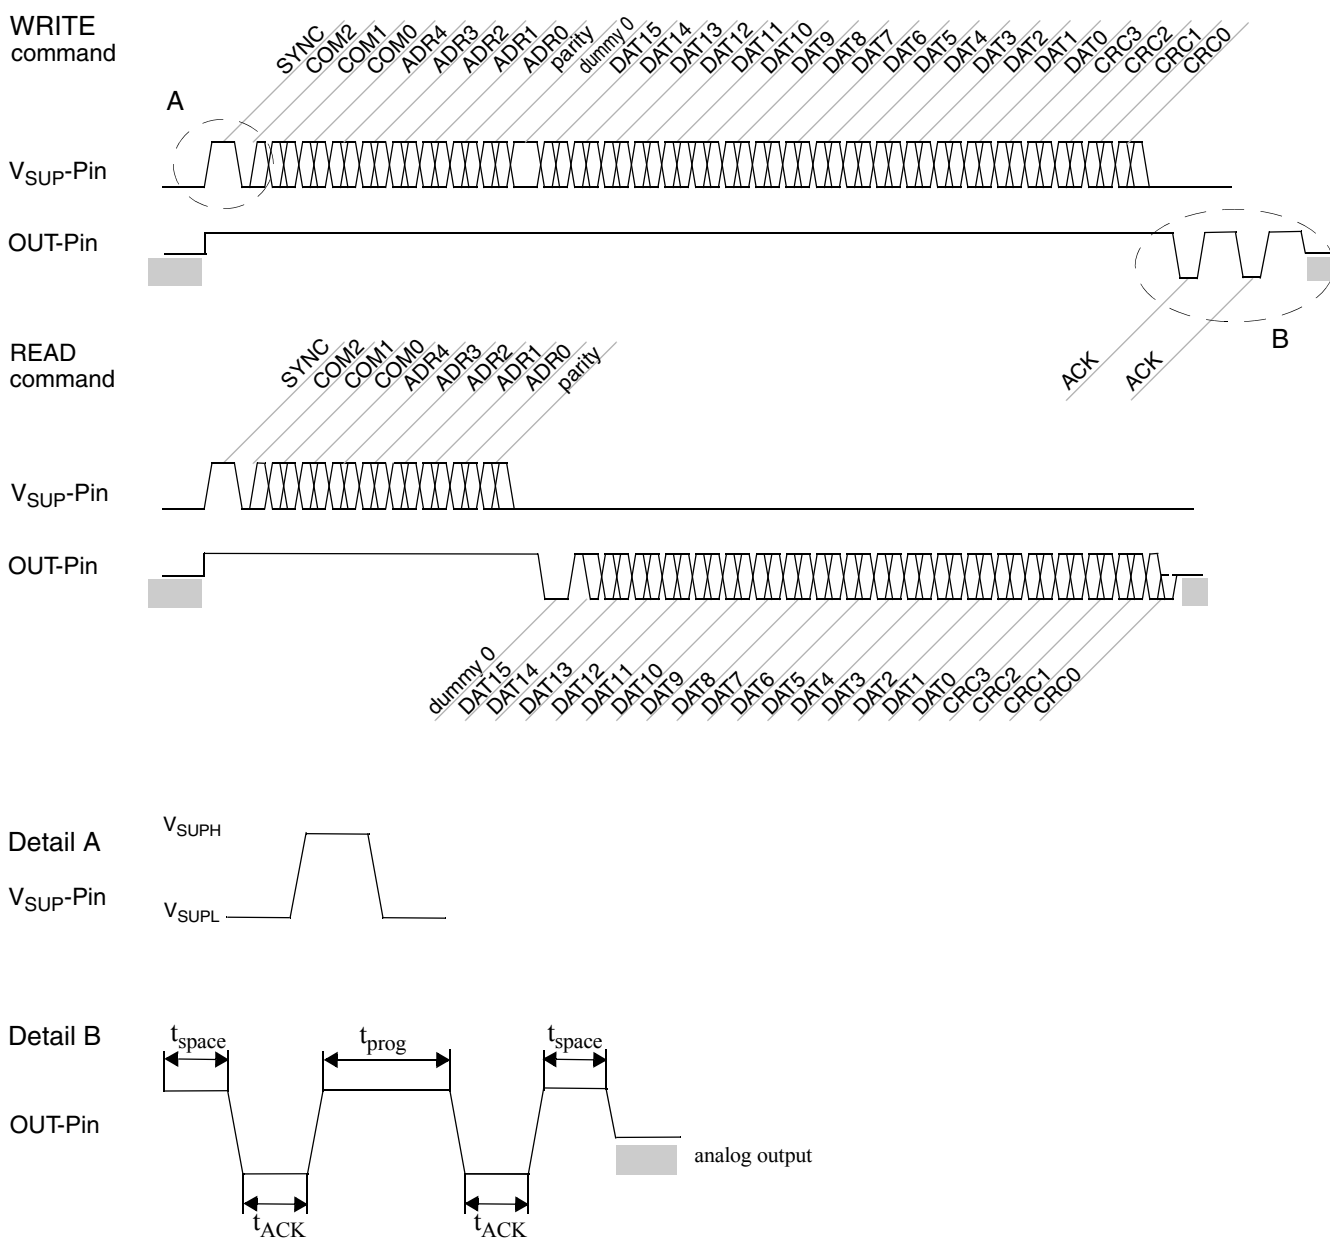 WRITE
command
SYNC COM2 COM1 COM0 ADR4 ADR3 ADR2 ADR1 ADR0 parity dummy 0 DAT15 DAT14 DAT13 DAT12 DAT11 DAT10 DAT9 DAT8 DAT7 DAT6 DAT5 DAT4 DAT3 DAT2 DAT1 DAT0 CRC3 CRC2 CRC1 CRC0
A
VSUP-Pin
OUT-Pin
B
ACK ACK
READ
command
SYNC COM2 COM1 COM0 ADR4 ADR3 ADR2 ADR1 ADR0 parity
VSUP-Pin
OUT-Pin
dummy 0 DAT15 DAT14 DAT13 DAT12 DAT11 DAT10 DAT9 DAT8 DAT7 DAT6 DAT5 DAT4 DAT3 DAT2 DAT1 DAT0 CRC3 CRC2 CRC1 CRC0
Detail A
VSUPH
VSUP-Pin
VSUPL
Detail B
tspace tprog tspace
OUT-Pin
analog output
tACK tACK